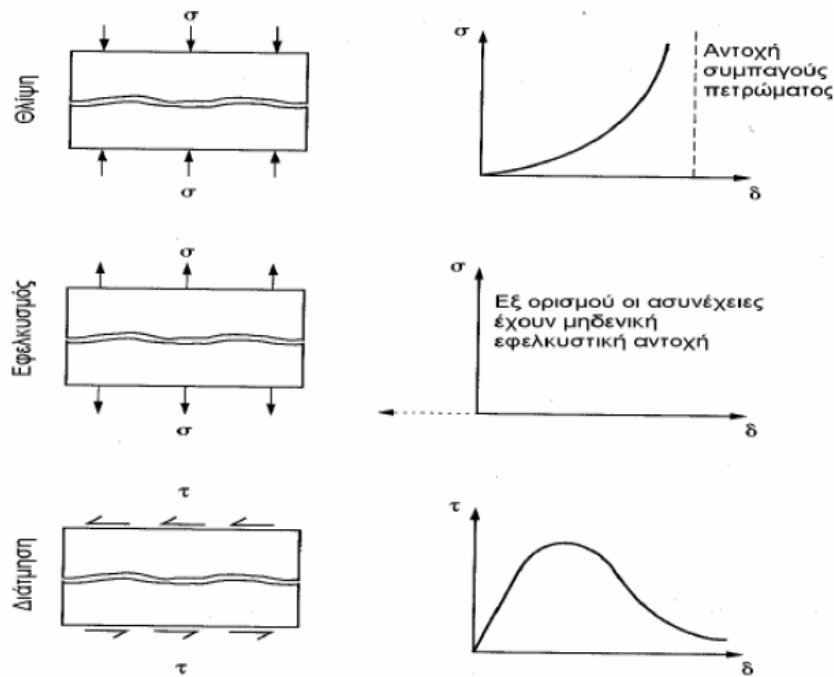 Θλίψη
σ
σ
σ
Αντοχή
συμπαγούς
πετρώματος
δ
Εφελκυσμός
σ
σ
σ
Εξ ορισμού οι ασυνέχειες
έχουν μηδενική
εφελκυστική αντοχή
δ
Διάτμηση
τ
τ
τ
δ